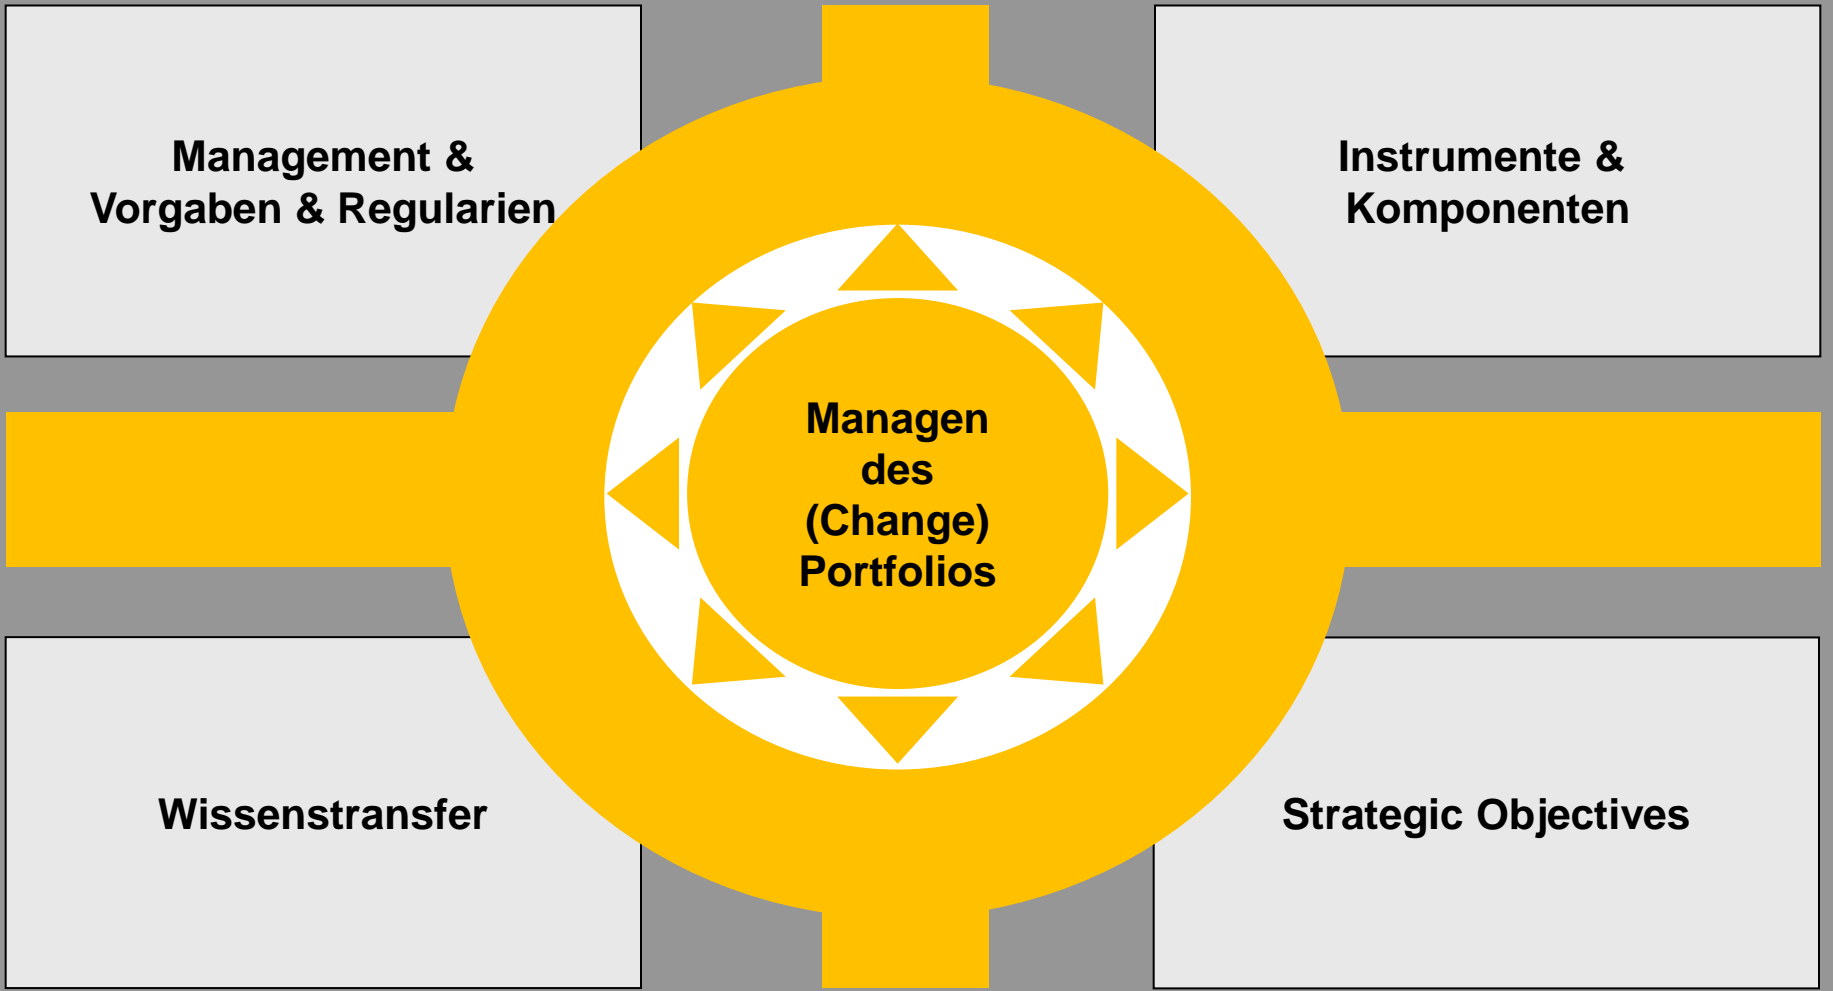 Management &
Vorgaben & Regularien
Instrumente &
Komponenten
Managen
des
(Change)
Portfolios
Wissenstransfer
Strategic Objectives